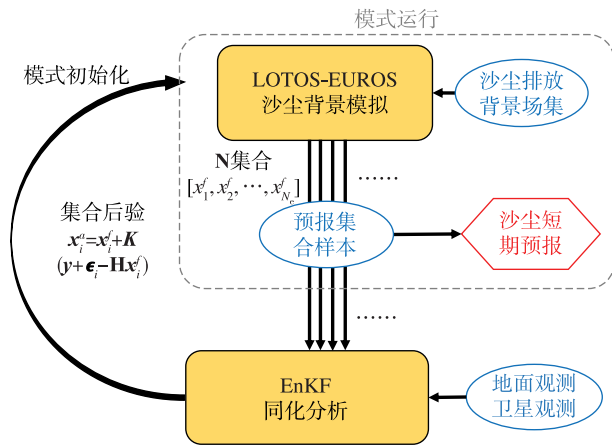 模式运行
模式初始化
LOTOS-EUROS
沙尘背景模拟
沙尘排放
背景场集
N集合
[x₁ᶠ, x₂ᶠ, ⋯, x_{Nₑ}ᶠ]
……
集合后验
xᵢᵃ=xᵢᶠ+K
(y+ϵᵢ−Hxᵢᶠ)
预报集
合样本
沙尘短
期预报
……
EnKF
同化分析
地面观测
卫星观测